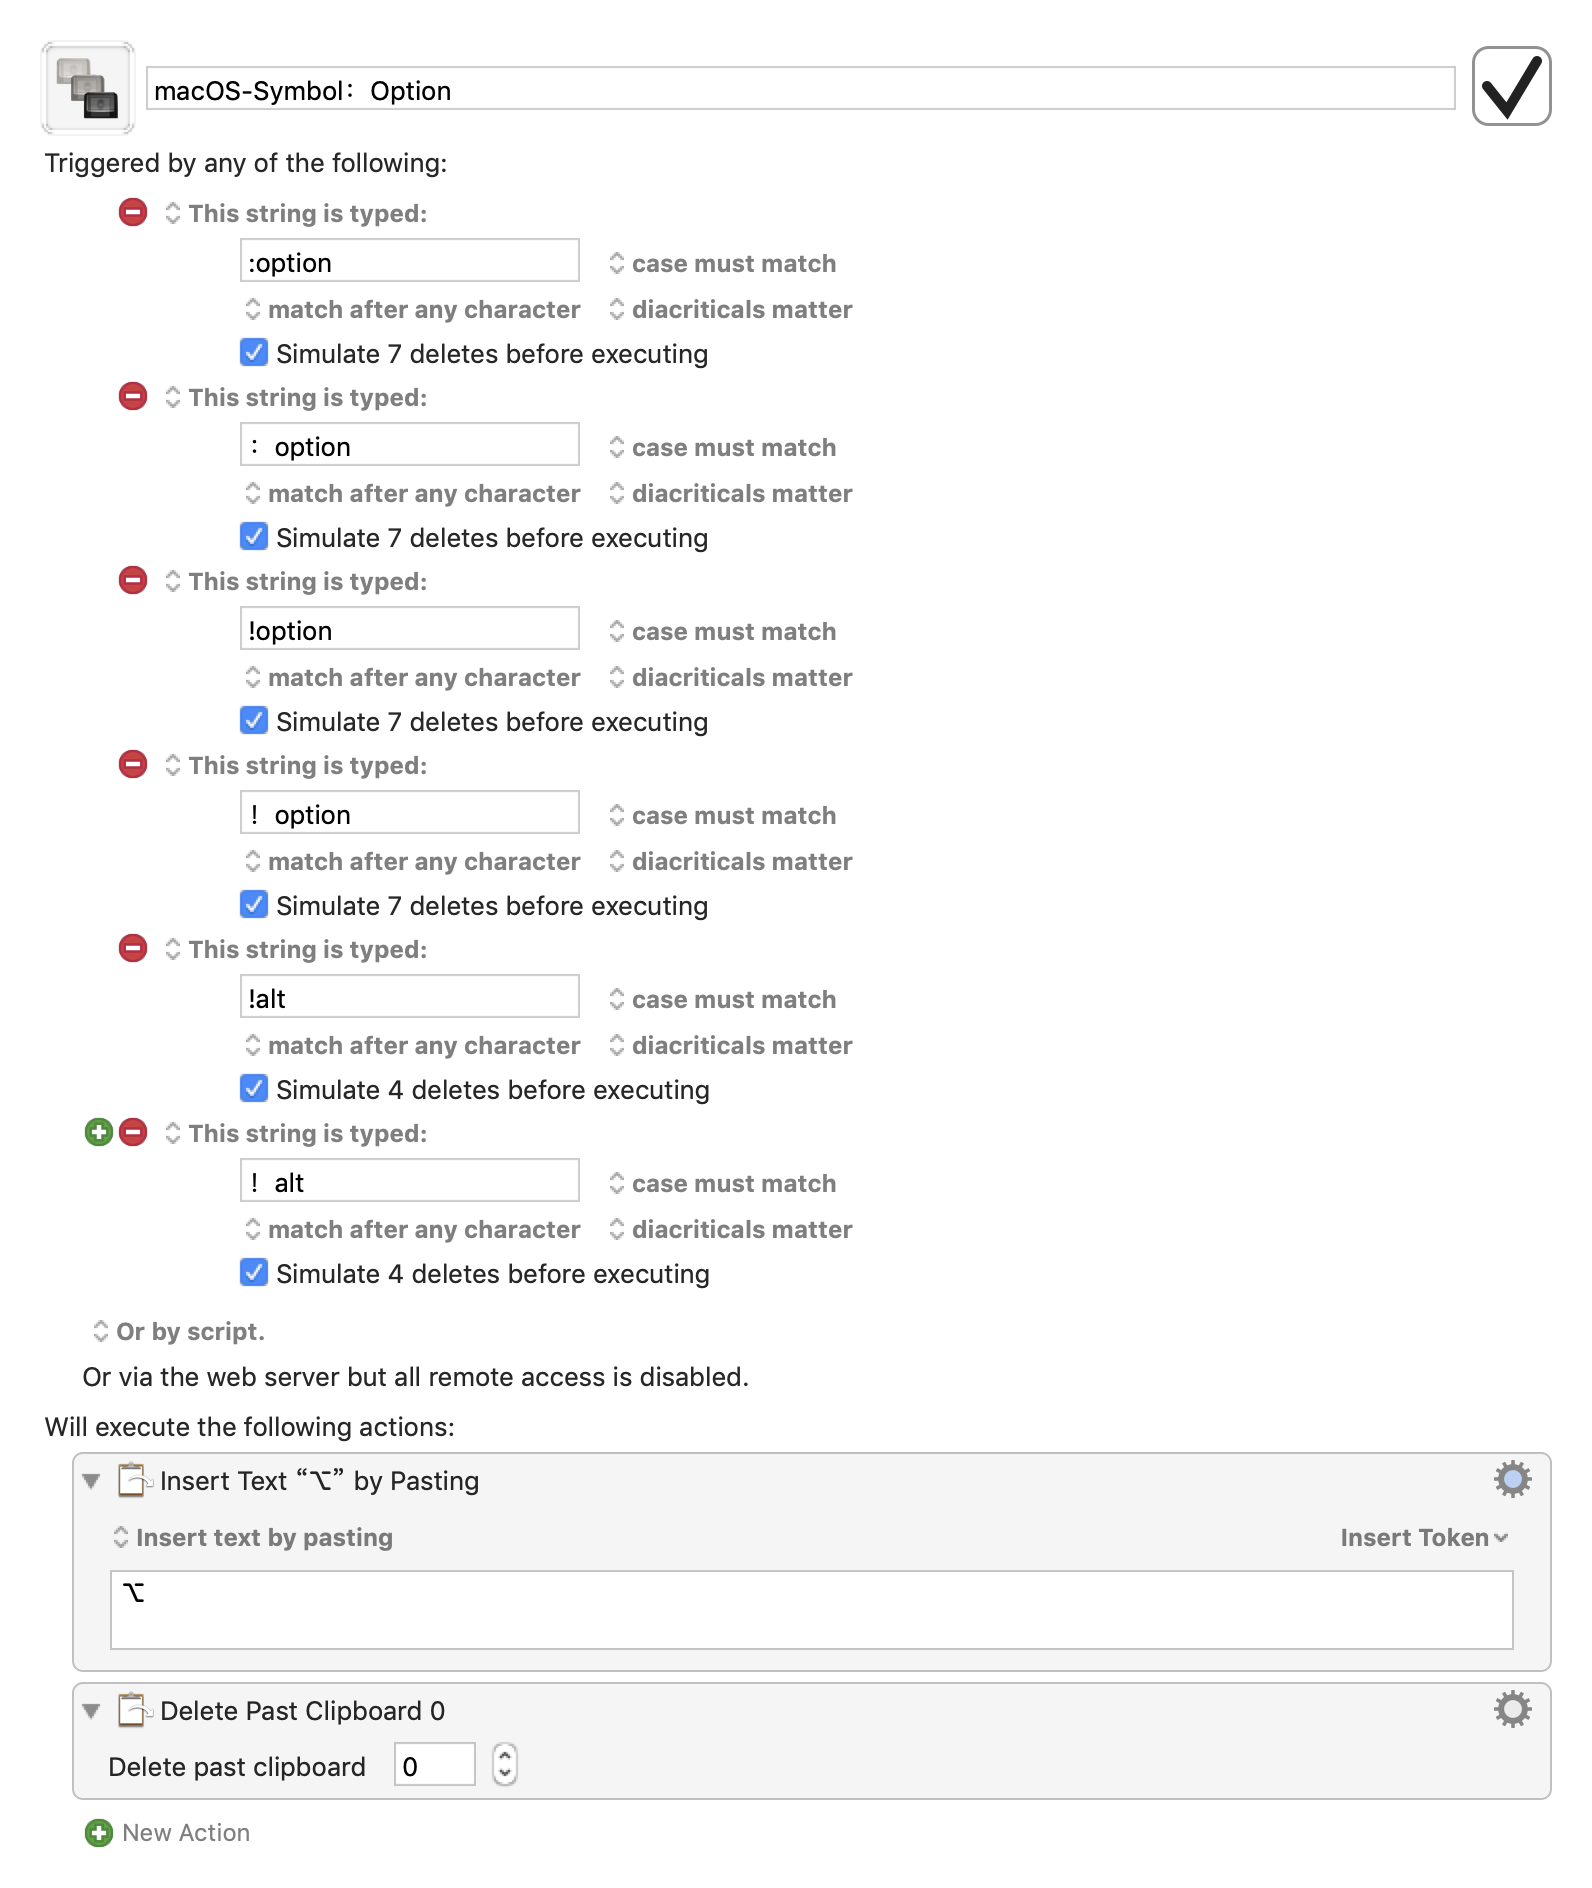 macOS-Symbol：Option
Triggered by any of the following:
This string is typed:
:option case must match
match after any character diacriticals matter
Simulate 7 deletes before executing
This string is typed:
：option case must match
match after any character diacriticals matter
Simulate 7 deletes before executing
This string is typed:
!option case must match
match after any character diacriticals matter
Simulate 7 deletes before executing
This string is typed:
！option case must match
match after any character diacriticals matter
Simulate 7 deletes before executing
This string is typed:
!alt case must match
match after any character diacriticals matter
Simulate 4 deletes before executing
This string is typed:
！alt case must match
match after any character diacriticals matter
Simulate 4 deletes before executing
Or by script.
Or via the web server but all remote access is disabled.
Will execute the following actions:
Insert Text “⌥” by Pasting
Insert text by pasting Insert Token
⌥
Delete Past Clipboard 0
Delete past clipboard 0
New Action